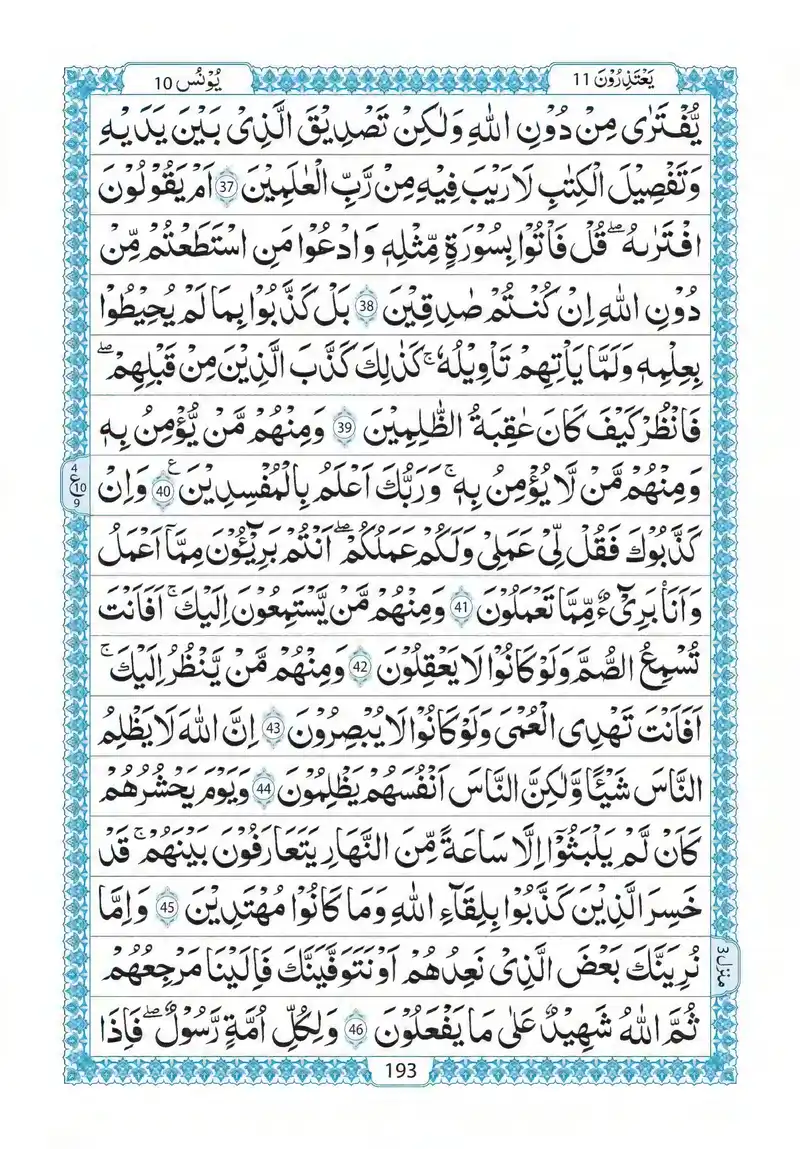 يَعْتَذِرُوْنَ 11
يُوْنُس 10
يُّفْتَرٰى مِنْ دُوْنِ اللّٰهِ وَلٰكِنْ تَصْدِيْقَ الَّذِيْ بَيْنَ يَدَيْهِ
وَتَفْصِيْلَ الْكِتٰبِ لَا رَيْبَ فِيْهِ مِنْ رَّبِّ الْعٰلَمِيْنَ 37 اَمْ يَقُوْلُوْنَ
افْتَرٰىهُ ۖ قُلْ فَاْتُوْا بِسُوْرَةٍ مِّثْلِهٖ وَادْعُوْا مَنِ اسْتَطَعْتُمْ مِّنْ
دُوْنِ اللّٰهِ اِنْ كُنْتُمْ صٰدِقِيْنَ 38 بَلْ كَذَّبُوْا بِمَا لَمْ يُحِيْطُوْا
بِعِلْمِهٖ وَلَمَّا يَاْتِهِمْ تَاْوِيْلُهٗ ۚ كَذٰلِكَ كَذَّبَ الَّذِيْنَ مِنْ قَبْلِهِمْ ۖ
فَانْظُرْ كَيْفَ كَانَ عٰقِبَةُ الظّٰلِمِيْنَ 39 وَمِنْهُمْ مَّنْ يُّؤْمِنُ بِهٖ
وَمِنْهُمْ مَّنْ لَّا يُؤْمِنُ بِهٖ ۚ وَرَبُّكَ اَعْلَمُ بِالْمُفْسِدِيْنَ ع 40 وَاِنْ
4 ع 10 9
كَذَّبُوْكَ فَقُلْ لِّيْ عَمَلِيْ وَلَكُمْ عَمَلُكُمْ ۖ اَنْتُمْ بَرِيْٓـُٔوْنَ مِمَّاۤ اَعْمَلُ
وَاَنَا۠ بَرِيْٓءٌ مِّمَّا تَعْمَلُوْنَ 41 وَمِنْهُمْ مَّنْ يَّسْتَمِعُوْنَ اِلَيْكَ ۚ اَفَاَنْتَ
تُسْمِعُ الصُّمَّ وَلَوْ كَانُوْا لَا يَعْقِلُوْنَ 42 وَمِنْهُمْ مَّنْ يَّنْظُرُ اِلَيْكَ ۚ
اَفَاَنْتَ تَهْدِي الْعُمْيَ وَلَوْ كَانُوْا لَا يُبْصِرُوْنَ 43 اِنَّ اللّٰهَ لَا يَظْلِمُ
النَّاسَ شَيْـًٔا وَّلٰكِنَّ النَّاسَ اَنْفُسَهُمْ يَظْلِمُوْنَ 44 وَيَوْمَ يَحْشُرُهُمْ
كَاَنْ لَّمْ يَلْبَثُوْۤا اِلَّا سَاعَةً مِّنَ النَّهَارِ يَتَعَارَفُوْنَ بَيْنَهُمْ ۚ قَدْ
خَسِرَ الَّذِيْنَ كَذَّبُوْا بِلِقَآءِ اللّٰهِ وَمَا كَانُوْا مُهْتَدِيْنَ 45 وَاِمَّا
نُرِيَنَّكَ بَعْضَ الَّذِيْ نَعِدُهُمْ اَوْ نَتَوَفَّيَنَّكَ فَاِلَيْنَا مَرْجِعُهُمْ
منزل 3
ثُمَّ اللّٰهُ شَهِيْدٌ عَلٰى مَا يَفْعَلُوْنَ 46 وَلِكُلِّ اُمَّةٍ رَّسُوْلٌ ۚ فَاِذَا
193